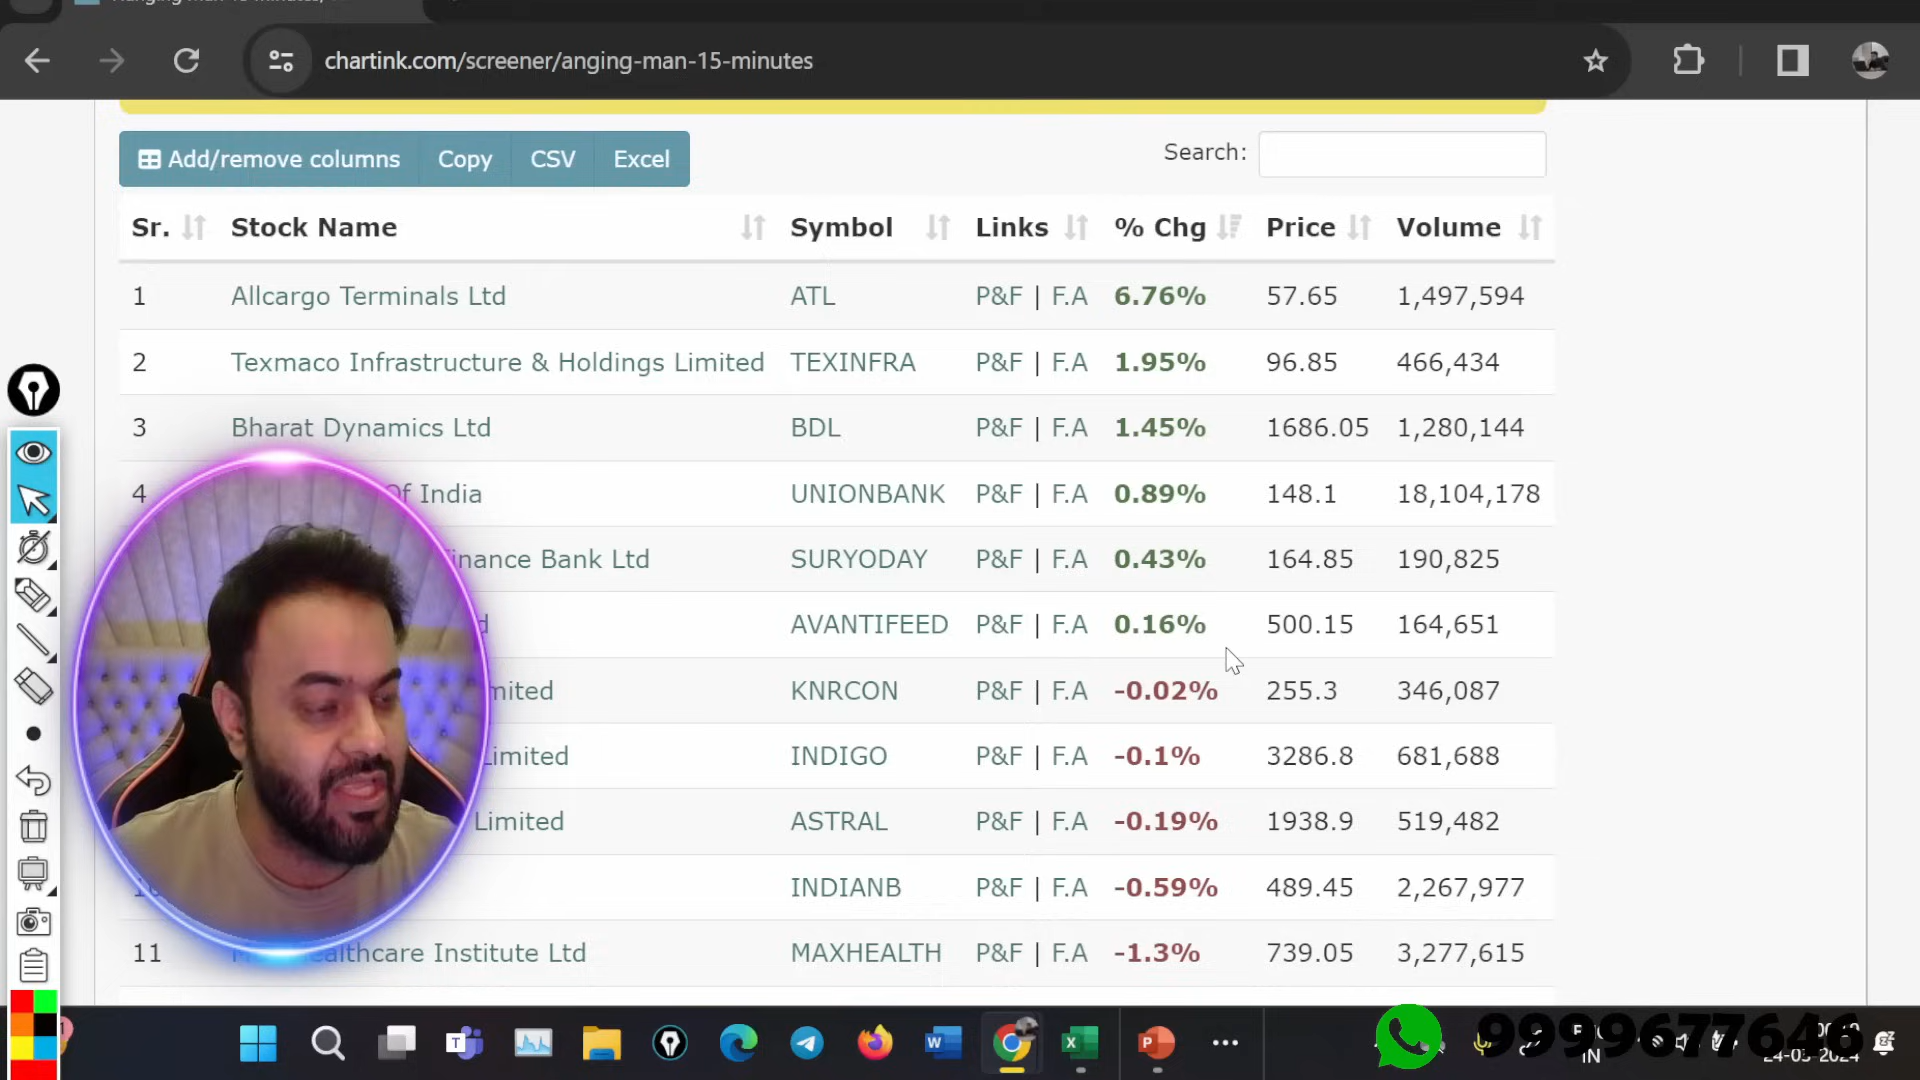 chartink.com/screener/anging-man-15-minutes
Add/remove columns Copy CSV Excel Search:
Sr. Stock Name Symbol Links % Chg Price Volume
1 Allcargo Terminals Ltd ATL P&F | F.A 6.76% 57.65 1,497,594
2 Texmaco Infrastructure & Holdings Limited TEXINFRA P&F | F.A 1.95% 96.85 466,434
3 Bharat Dynamics Ltd BDL P&F | F.A 1.45% 1686.05 1,280,144
4 Of India UNIONBANK P&F | F.A 0.89% 148.1 18,104,178
Bank Ltd SURYODAY P&F | F.A 0.43% 164.85 190,825
AVANTIFEED P&F | F.A 0.16% 500.15 164,651
KNRCON P&F | F.A -0.02% 255.3 346,087
INDIGO P&F | F.A -0.1% 3286.8 681,688
Limited ASTRAL P&F | F.A -0.19% 1938.9 519,482
INDIANB P&F | F.A -0.59% 489.45 2,267,977
11 Institute Ltd MAXHEALTH P&F | F.A -1.3% 739.05 3,277,615
9999677646
IN